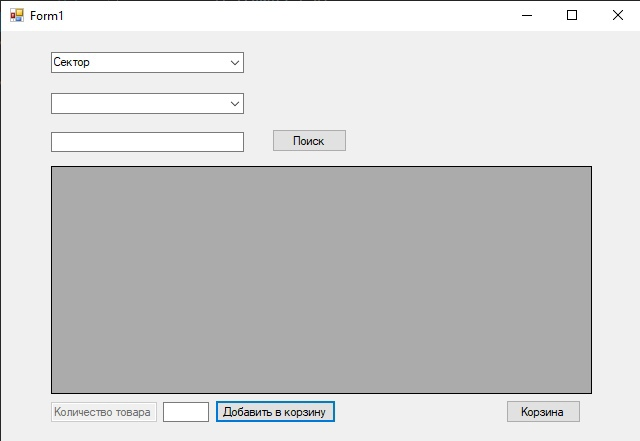 Form1
Сектор
Поиск
Количество товара
Добавить в корзину
Корзина